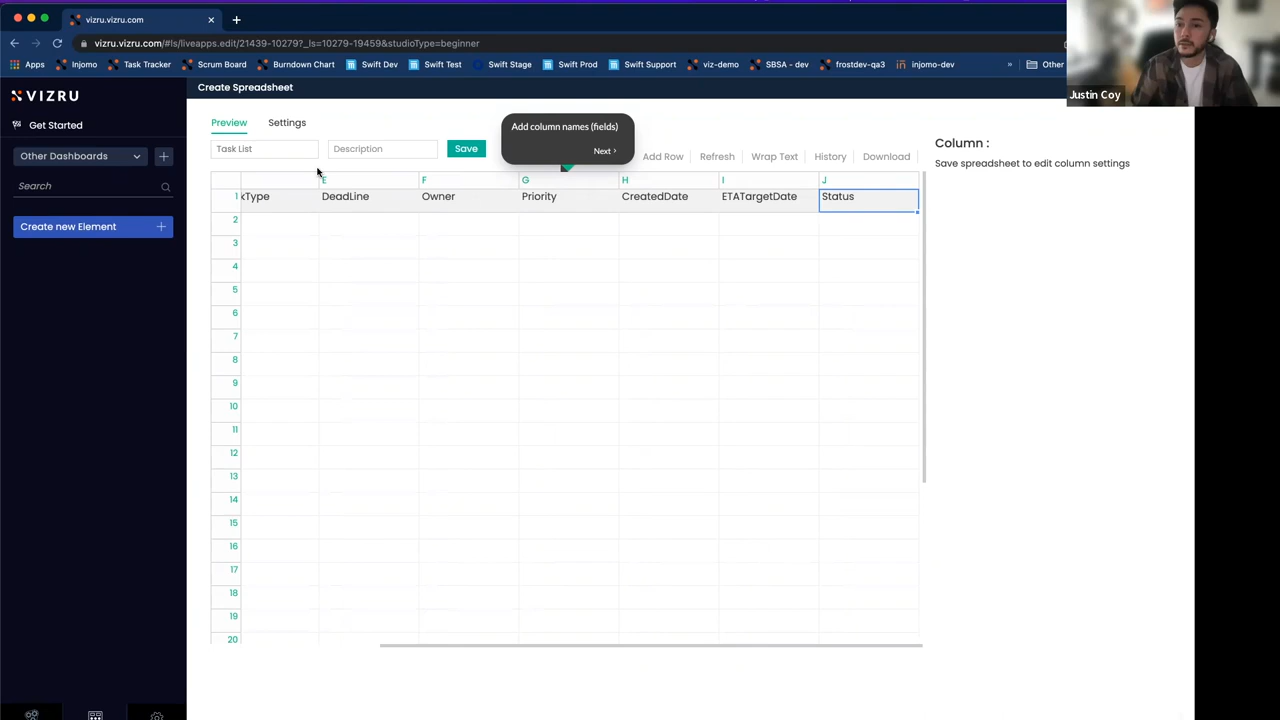 vizru.vizru.com
vizru.vizru.com/#ls/liveapps.edit/21439-10279?_ls=10279-19459&studioType=beginner
Apps Injomo Task Tracker Scrum Board Burndown Chart Swift Dev Swift Test Swift Stage Swift Prod Swift Support viz-demo SBSA - dev frostdev-qa3 injomo-dev » Other
Justin Coy
VIZRU
Create Spreadsheet
Get Started
Preview Settings
Add column names (fields)
Next >
Column :
Other Dashboards
Task List Description Save
Add Row Refresh Wrap Text History Download
Save spreadsheet to edit column settings
Search
E F G H I J
1 kType DeadLine Owner Priority CreatedDate ETATargetDate Status
Create new Element
2
3
4
5
6
7
8
9
10
11
12
13
14
15
16
17
18
19
20